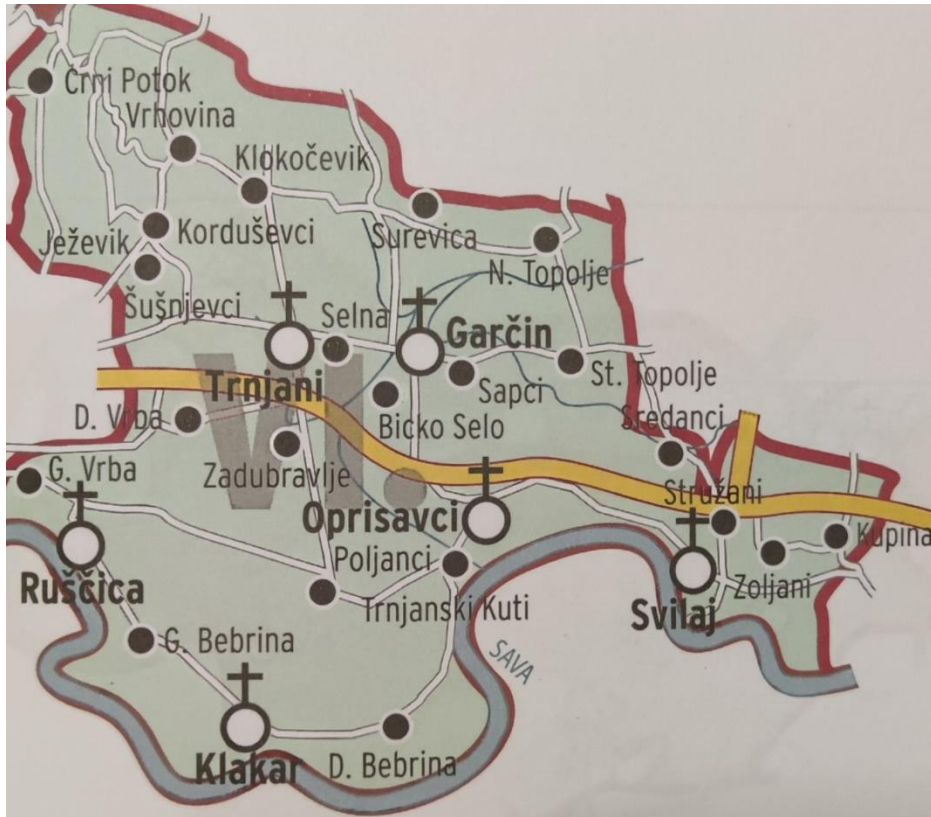 Crni Potok
Vrhovina
Klokočevik
Korduševci
Surevica
Ježevik
N. Topolje
Šušnjevci
Selna
Garčin
Trnjani
Sapci
St. Topolje
D. Vrba
Bicko Selo
Sredanci
VI.
G. Vrba
Zadubravlje
Stružani
Oprisavci
Kupina
Poljanci
Ruščica
Zoljani
Trnjanski Kuti
Svilaj
G. Bebrina
SAVA
Klakar
D. Bebrina